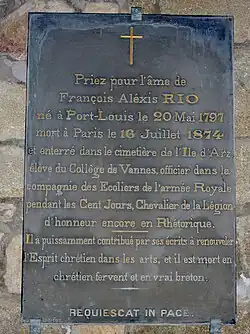 Priez pour l'âme de
François Aléxis RIO
né à Port-Louis le 20 Mai 1797
mort à Paris le 16 Juillet 1874
et enterré dans le cimetière de l'Ile d'Arz,
élève du Collège de Vannes, officier dans la
compagnie des Ecoliers de l'armée Royale
pendant les Cent Jours, Chevalier de la Légion
d'honneur encore en Rhétorique.
Il a puissamment contribué par ses écrits à renouveler
l'Esprit chrétien dans les arts, et il est mort en
chrétien fervent et en vrai breton.
REQUIESCAT IN PACE.